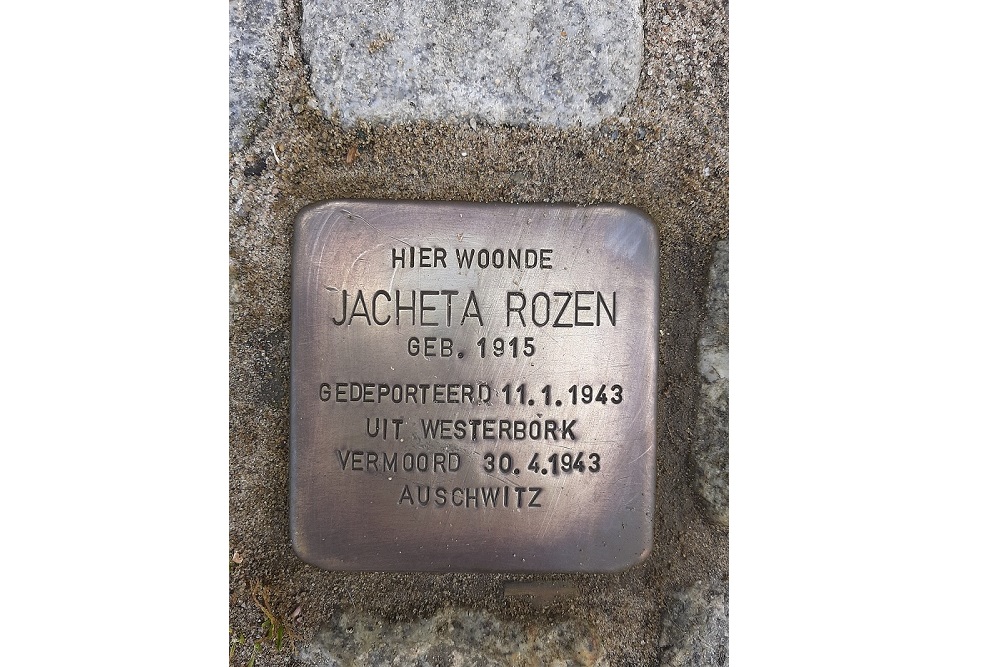 HIER WOONDE
JACHETA ROZEN
GEB. 1915
GEDEPORTEERD 11.1.1943
UIT WESTERBORK
VERMOORD 30.4.1943
AUSCHWITZ